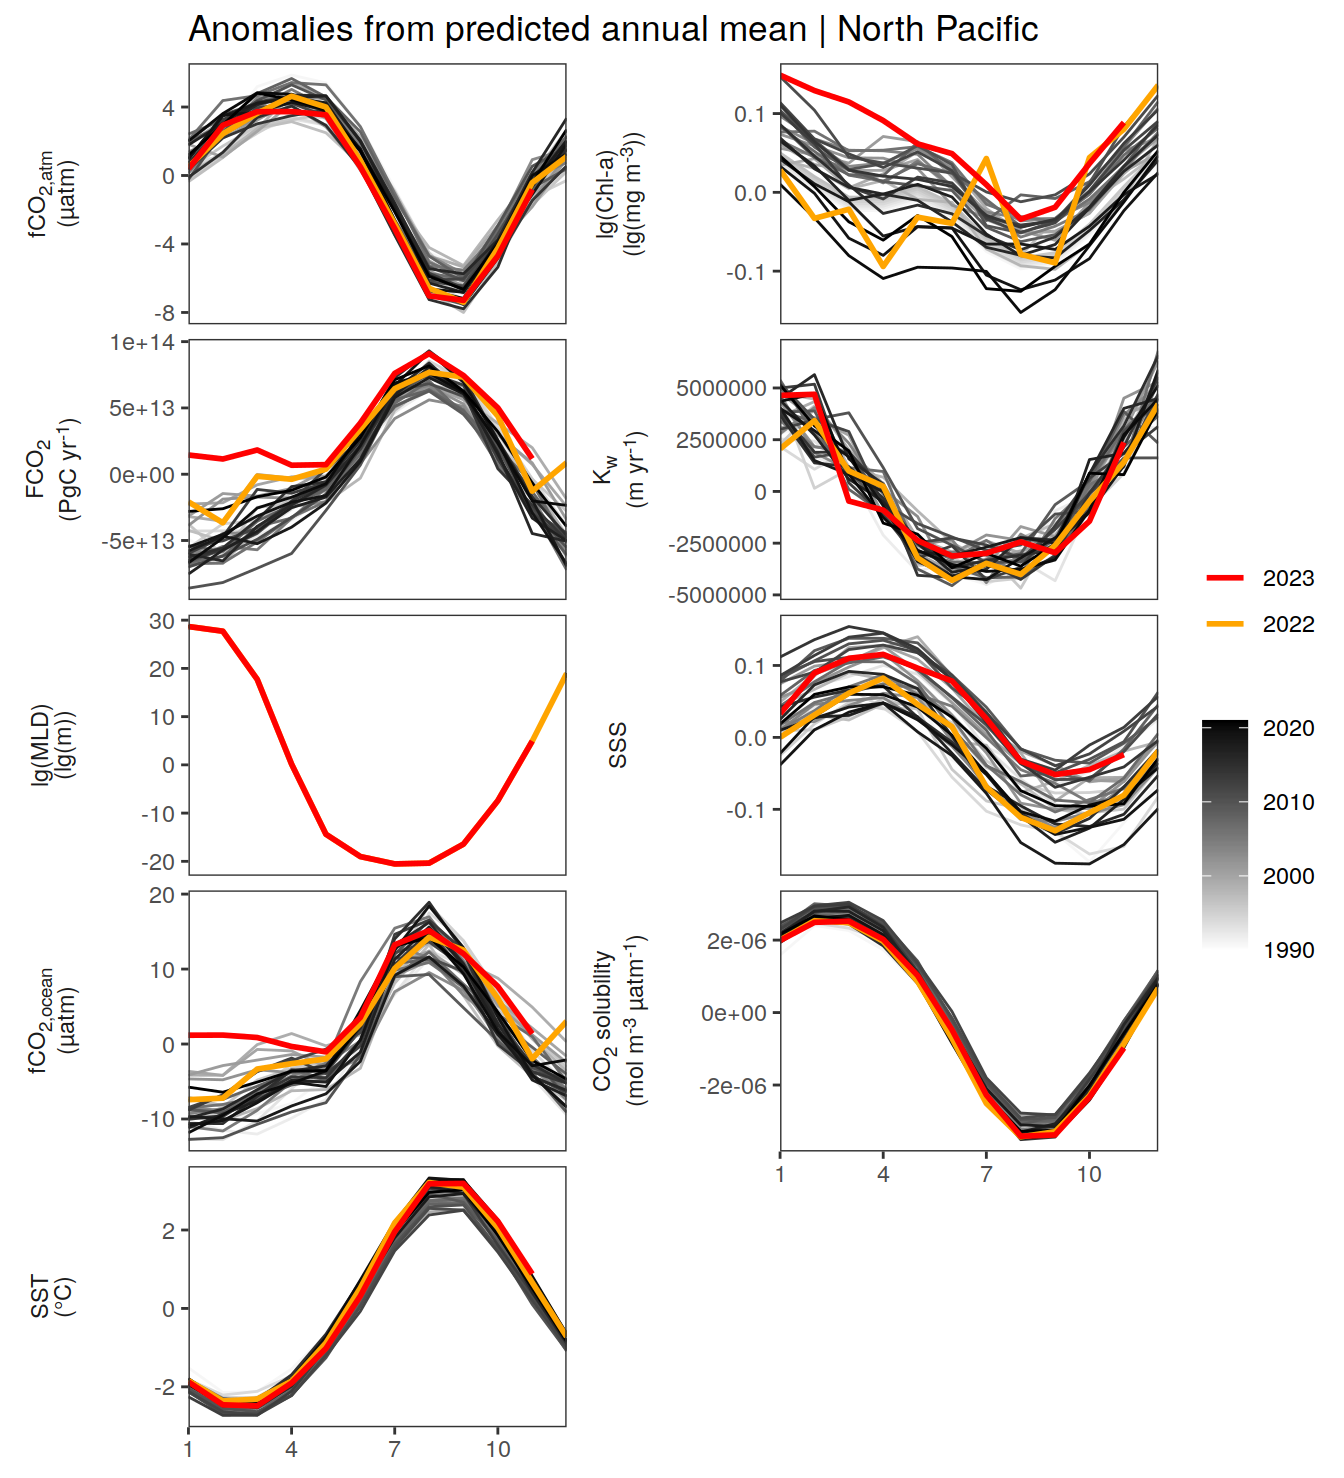 Anomalies from predicted annual mean | North Pacific
fCO2,atm
(µatm)
4
0
-4
-8
lg(Chl-a)
(lg(mg m-3))
0.1
0.0
-0.1
FCO2
(PgC yr-1)
1e+14
5e+13
0e+00
-5e+13
Kw
(m yr-1)
5000000
2500000
0
-2500000
-5000000
lg(MLD)
(lg(m))
30
20
10
0
-10
-20
SSS
0.1
0.0
-0.1
fCO2,ocean
(µatm)
20
10
0
-10
CO2 solubility
(mol m-3 µatm-1)
2e-06
0e+00
-2e-06
1
4
7
10
SST
(°C)
2
0
-2
1
4
7
10
2023
2022
2020
2010
2000
1990